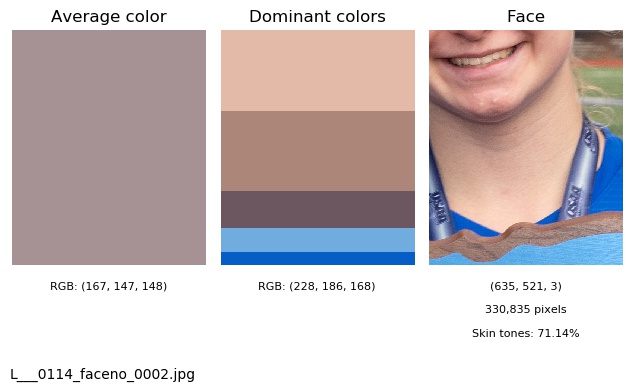 Average color
Dominant colors
Face
RGB: (167, 147, 148)
RGB: (228, 186, 168)
(635, 521, 3)
330,835 pixels
Skin tones: 71.14%
L___0114_faceno_0002.jpg